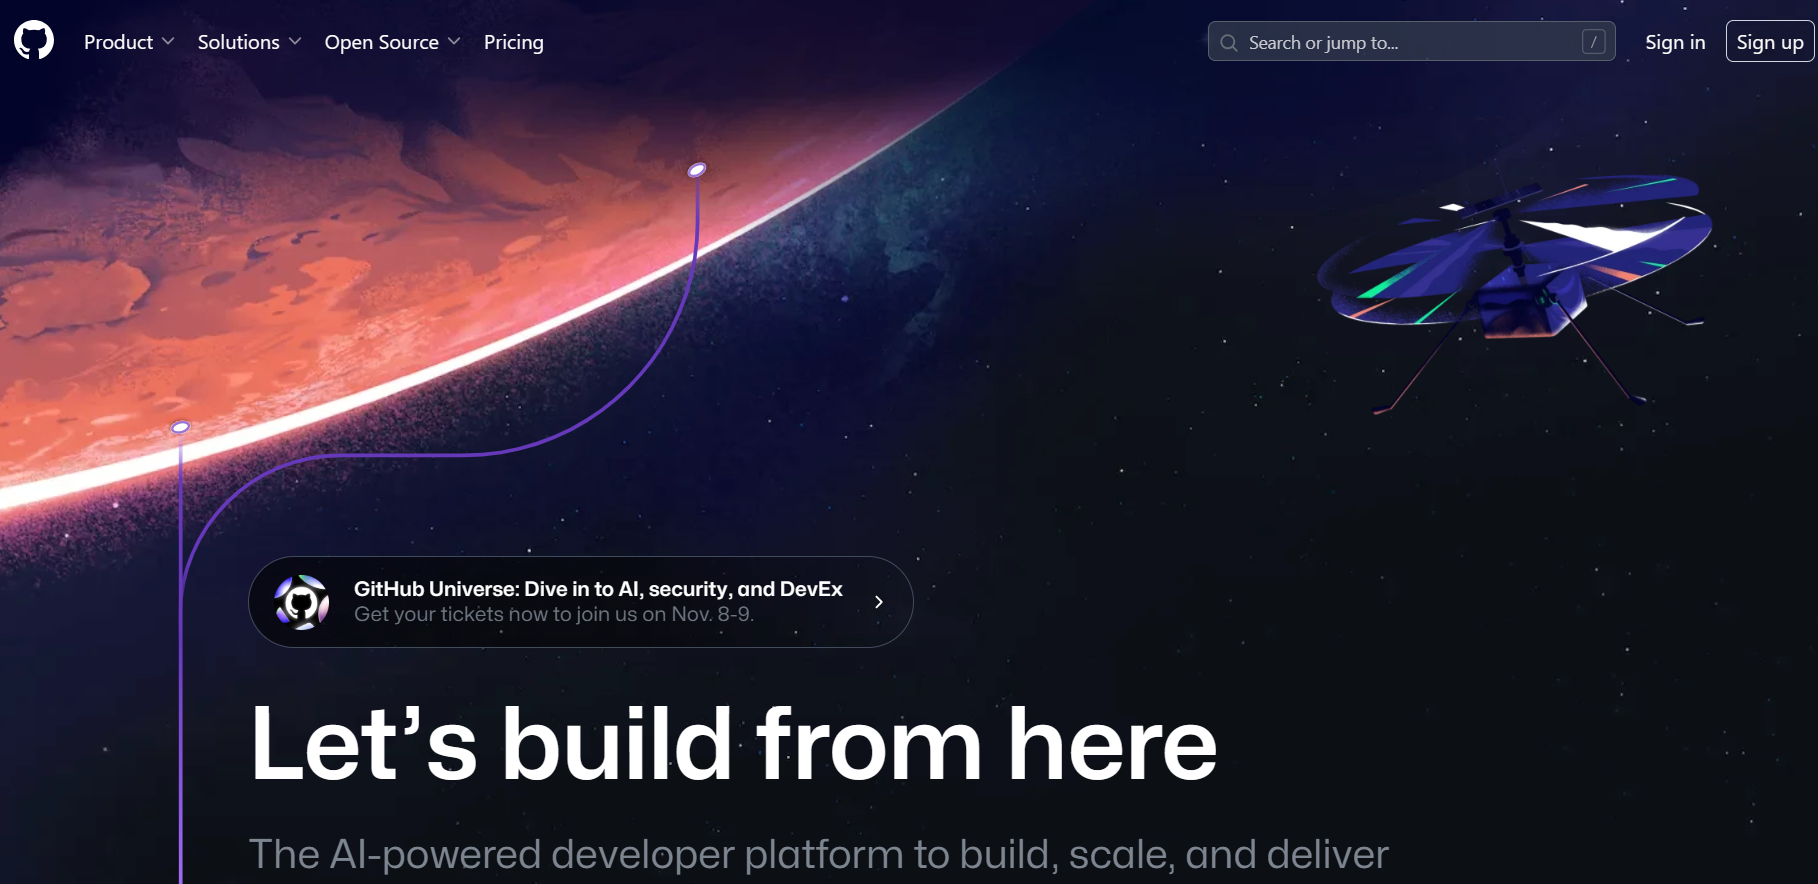 Product
Solutions
Open Source
Pricing
Search or jump to...
/
Sign in
Sign up
GitHub Universe: Dive in to AI, security, and DevEx
Get your tickets now to join us on Nov. 8-9.
Let’s build from here
The AI-powered developer platform to build, scale, and deliver